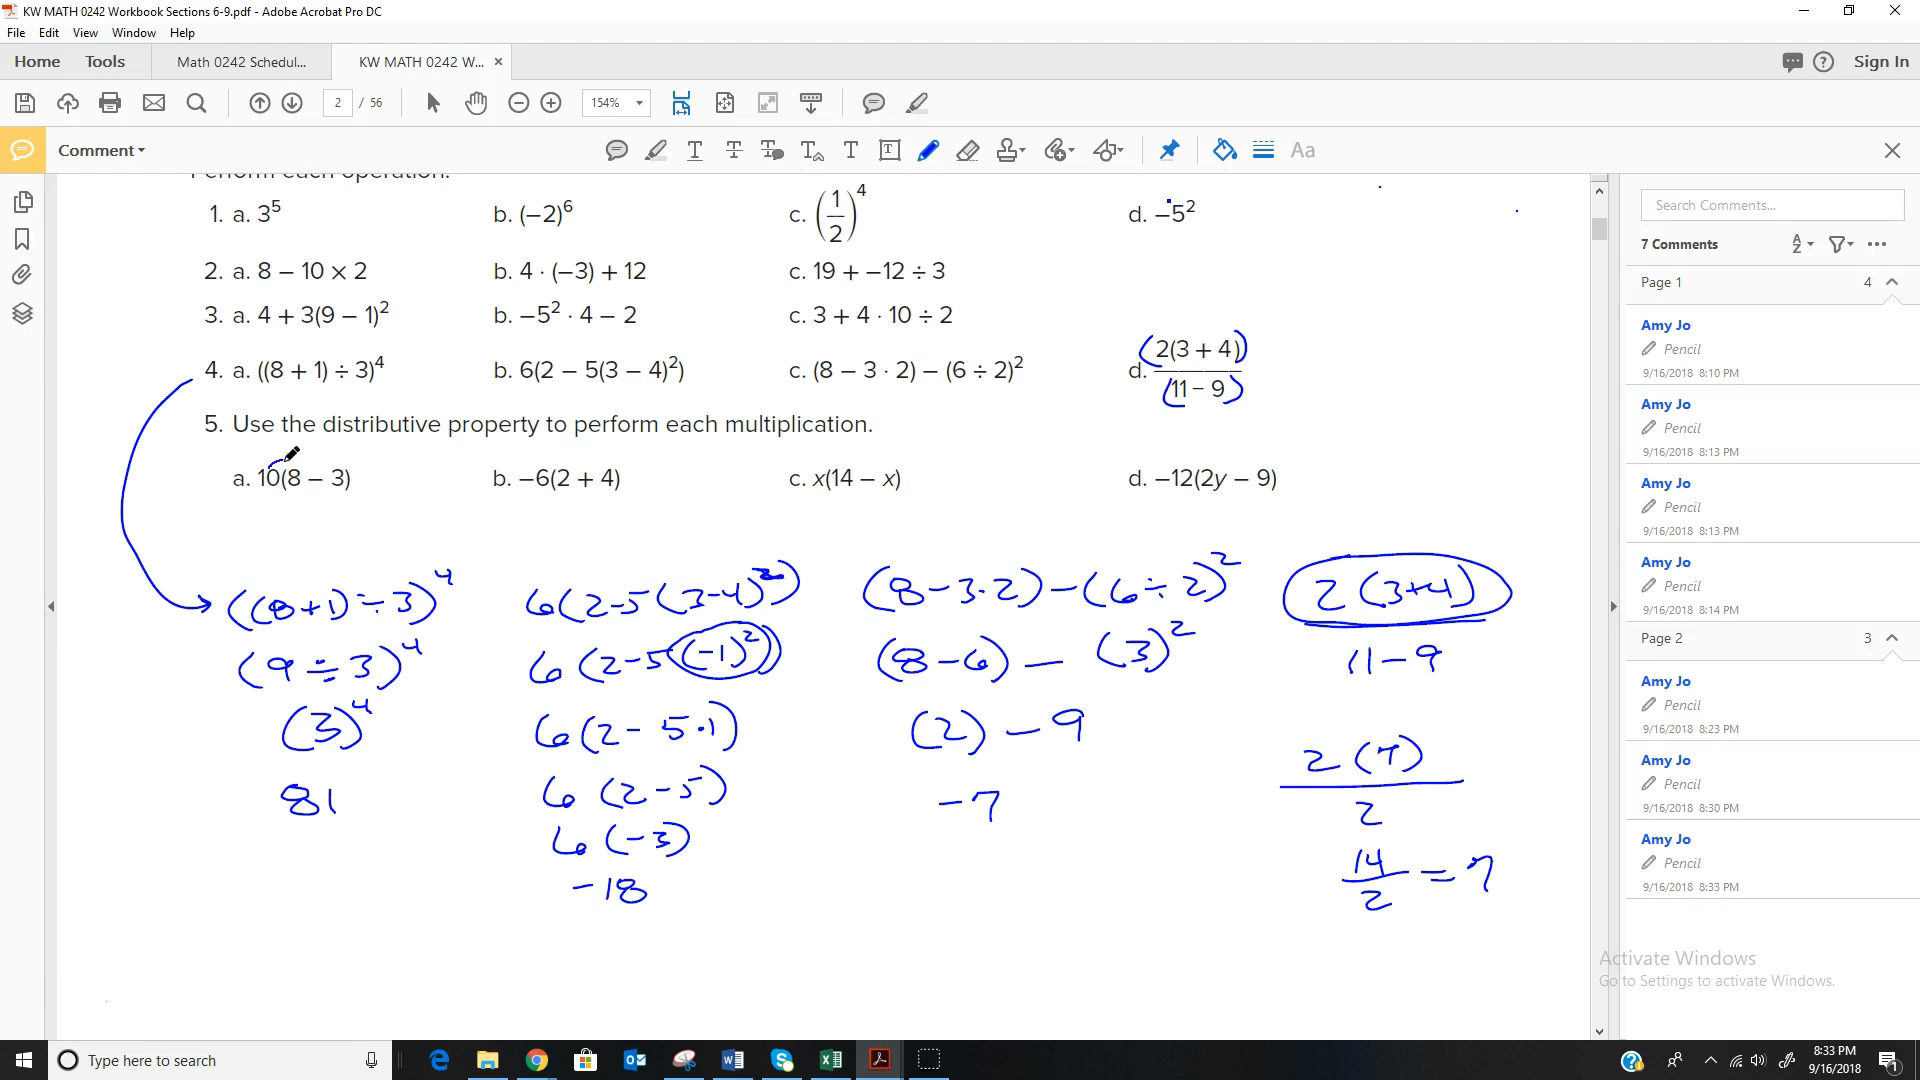 KW MATH 0242 Workbook Sections 6-9.pdf - Adobe Acrobat Pro DC
File Edit View Window Help
Home Tools Math 0242 Schedul... KW MATH 0242 W... × Sign In
2 / 56 154%
Comment Aa
Perform each operation.
1. a. 3⁵ b. (−2)⁶ c. (1/2)⁴ d. −5²
2. a. 8 − 10 × 2 b. 4 · (−3) + 12 c. 19 + −12 ÷ 3
3. a. 4 + 3(9 − 1)² b. −5² · 4 − 2 c. 3 + 4 · 10 ÷ 2
4. a. ((8 + 1) ÷ 3)⁴ b. 6(2 − 5(3 − 4)²) c. (8 − 3 · 2) − (6 ÷ 2)² d. (2(3 + 4))/(11 − 9)
5. Use the distributive property to perform each multiplication.
a. 10(8 − 3) b. −6(2 + 4) c. x(14 − x) d. −12(2y − 9)
((8+1)÷3)⁴ 6(2−5(3−4)²) (8−3·2)−(6÷2)² 2(3+4)
(9÷3)⁴ 6(2−5(−1)²) (8−6) − (3)² 11−9
(3)⁴ 6(2−5·1) (2) − 9 2(7)
81 6(2−5) −7 2
6(−3) 14/2 = 7
−18
Search Comments...
7 Comments
Page 1 4
Amy Jo
Pencil
9/16/2018 8:10 PM
Amy Jo
Pencil
9/16/2018 8:13 PM
Amy Jo
Pencil
9/16/2018 8:13 PM
Amy Jo
Pencil
9/16/2018 8:14 PM
Page 2 3
Amy Jo
Pencil
9/16/2018 8:23 PM
Amy Jo
Pencil
9/16/2018 8:30 PM
Amy Jo
Pencil
9/16/2018 8:33 PM
Activate Windows
Go to Settings to activate Windows.
Type here to search
8:33 PM
9/16/2018
1